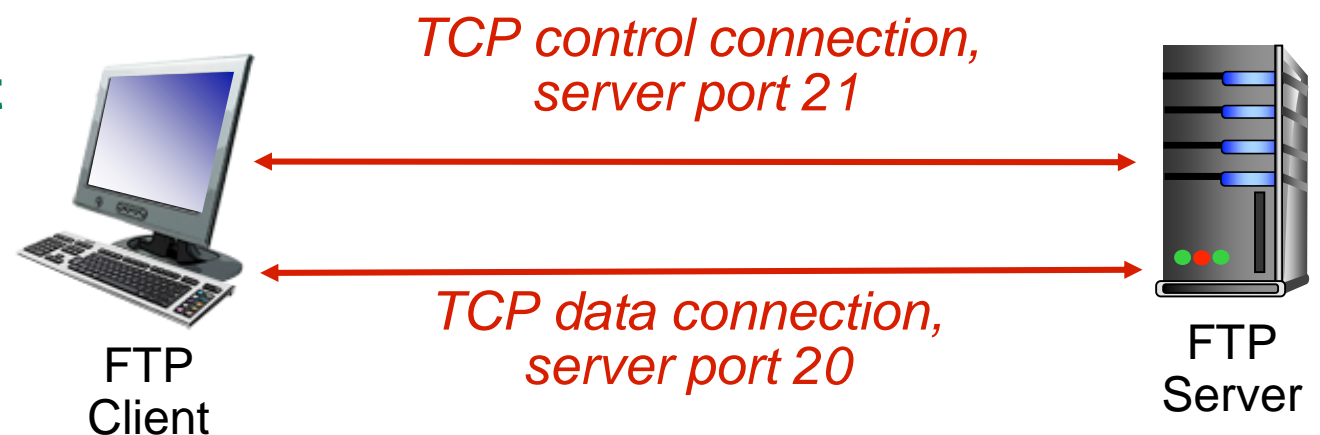 TCP control connection,
server port 21
TCP data connection,
server port 20
FTP
Client
FTP
Server